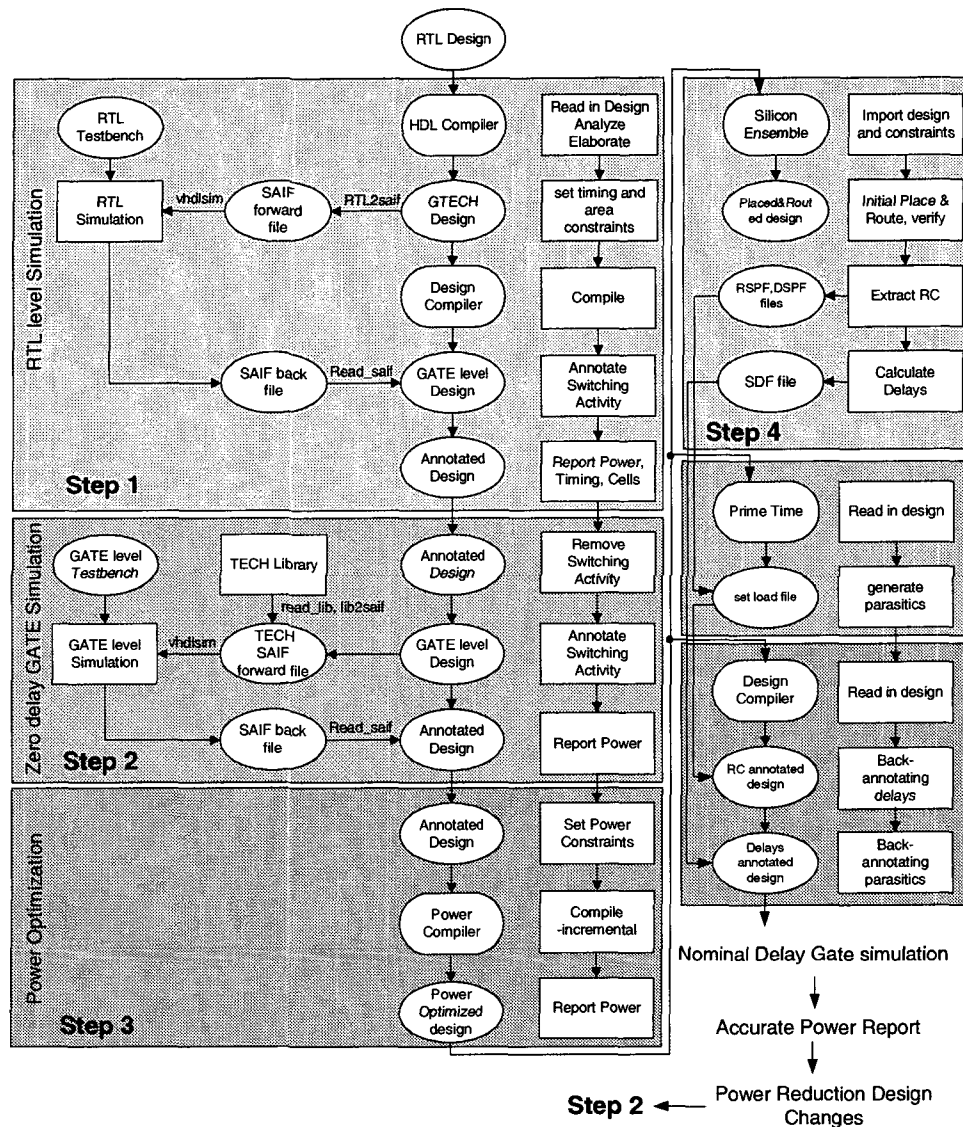 RTL Design
RTL level Simulation
RTL
Testbench
HDL Compiler
Read in Design
Analyze
Elaborate
RTL
Simulation
vhdlsim
SAIF
forward
file
RTL2saif
GTECH
Design
set timing and
area
constraints
Design
Compiler
Compile
SAIF back
file
Read_saif
GATE level
Design
Annotate
Switching
Activity
Annotated
Design
Report Power,
Timing, Cells
Step 1
Zero delay GATE Simulation
GATE level
Testbench
TECH Library
Annotated
Design
Remove
Switching
Activity
read_lib, lib2saif
GATE level
Simulation
vhdlsim
TECH
SAIF
forward file
GATE level
Design
Annotate
Switching
Activity
SAIF back
file
Read_saif
Annotated
Design
Report Power
Step 2
Power Optimization
Annotated
Design
Set Power
Constraints
Power
Compiler
Compile
-incremental
Power
Optimized
design
Report Power
Step 3
Silicon
Ensemble
Import design
and constraints
Placed&Rout
ed design
Initial Place &
Route, verify
RSPF,DSPF
files
Extract RC
SDF file
Calculate
Delays
Step 4
Prime Time
Read in design
set load file
generate
parasitics
Design
Compiler
Read in design
RC annotated
design
Back-
annotating
delays
Delays
annotated
design
Back-
annotating
parasitics
Nominal Delay Gate simulation
Accurate Power Report
Step 2
Power Reduction Design
Changes